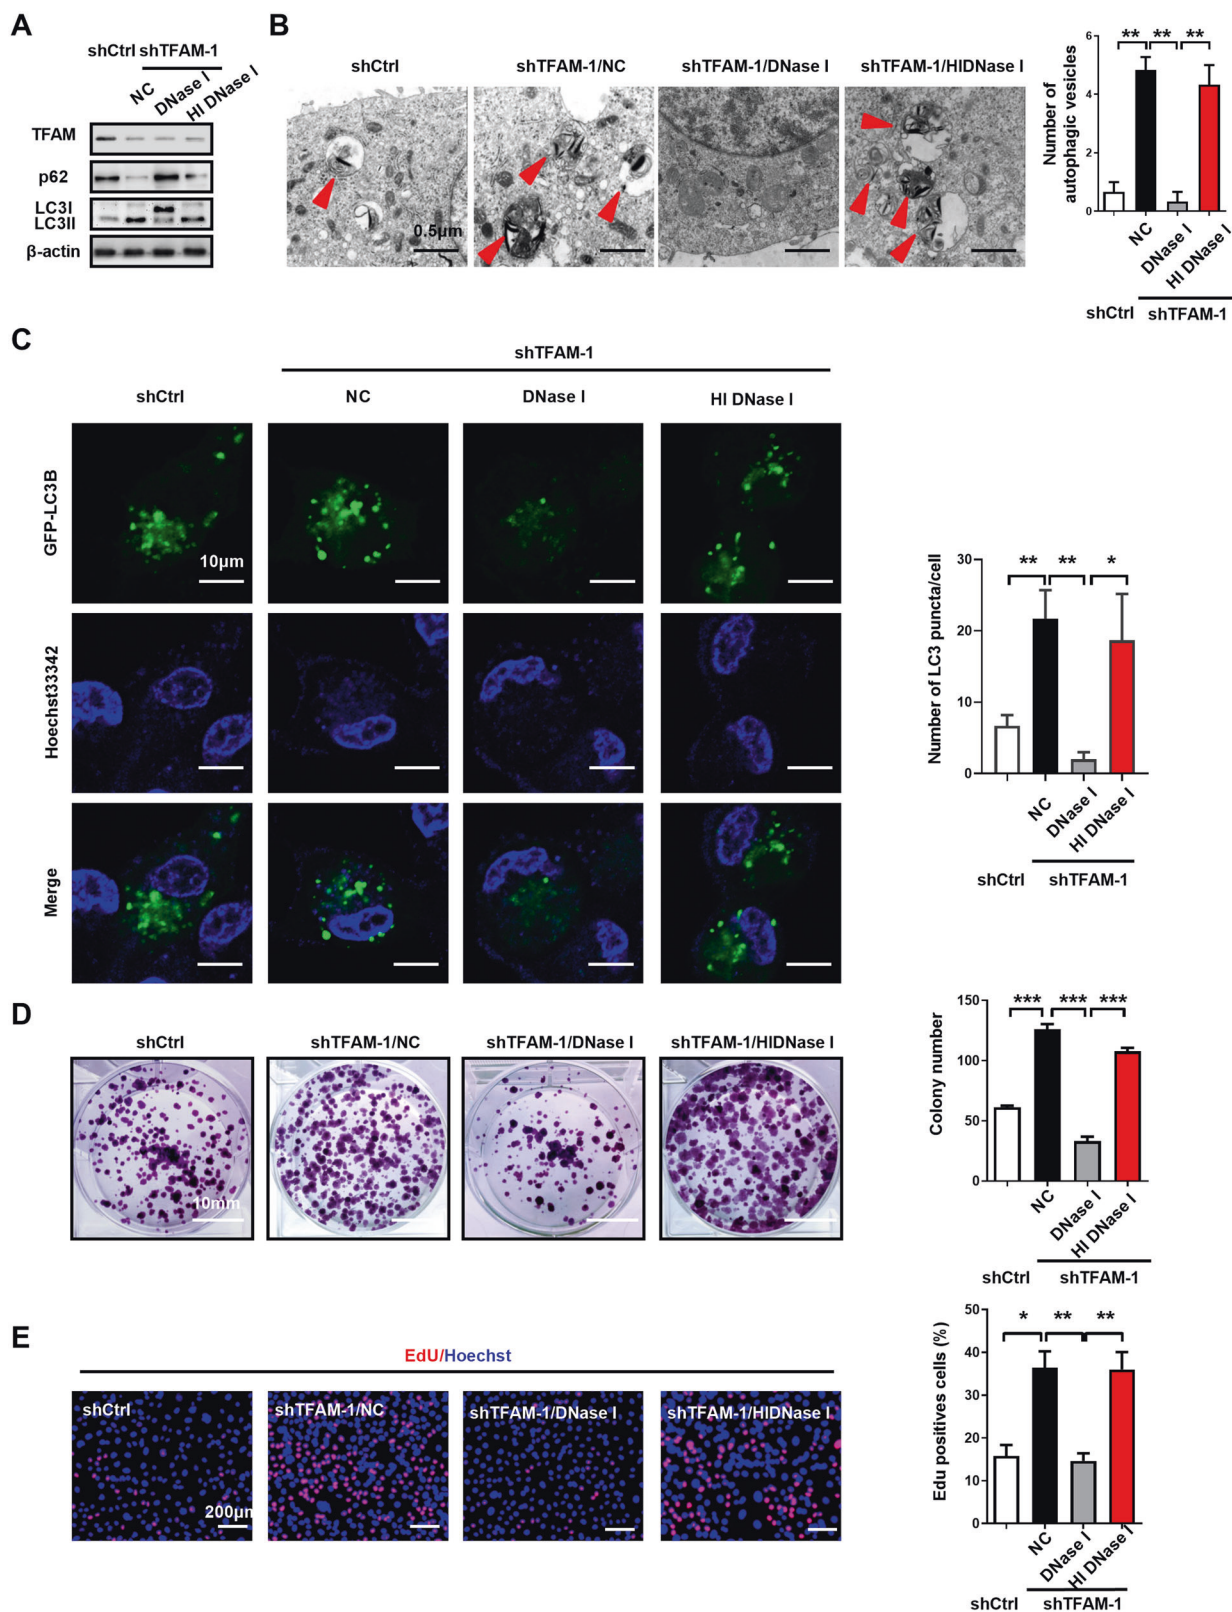 A
shCtrl shTFAM-1
NC
DNase I
HI DNase I
TFAM
p62
LC3I
LC3II
β-actin
B
shCtrl
shTFAM-1/NC
shTFAM-1/DNase I
shTFAM-1/HIDNase I
0.5μm
Number of
autophagic vesicles
6
4
2
0
** ** **
NC
DNase I
HI DNase I
shCtrl shTFAM-1
C
shTFAM-1
shCtrl
NC
DNase I
HI DNase I
GFP-LC3B
10μm
Hoechst33342
Merge
Number of LC3 puncta/cell
30
20
10
0
** ** *
NC
DNase I
HI DNase I
shCtrl shTFAM-1
D
shCtrl
shTFAM-1/NC
shTFAM-1/DNase I
shTFAM-1/HIDNase I
10mm
Colony number
150
100
50
0
*** *** ***
NC
DNase I
HI DNase I
shCtrl shTFAM-1
E
EdU/Hoechst
shCtrl
shTFAM-1/NC
shTFAM-1/DNase I
shTFAM-1/HIDNase I
200μm
Edu positives cells (%)
50
40
30
20
10
0
* ** **
NC
DNase I
HI DNase I
shCtrl shTFAM-1